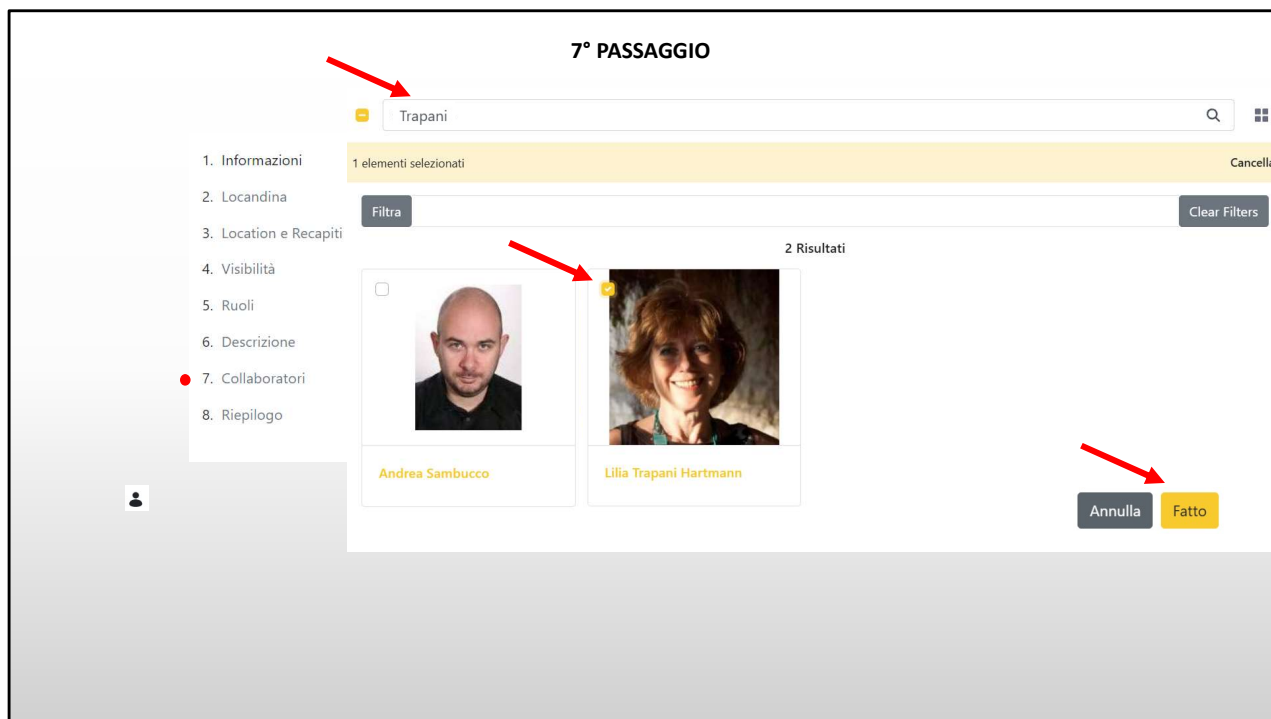 7° PASSAGGIO
Trapani
1. Informazioni
2. Locandina
3. Location e Recapiti
4. Visibilità
5. Ruoli
6. Descrizione
7. Collaboratori
8. Riepilogo
1 elementi selezionati
Cancella
Filtra
Clear Filters
2 Risultati
Andrea Sambucco
Lilia Trapani Hartmann
Annulla
Fatto